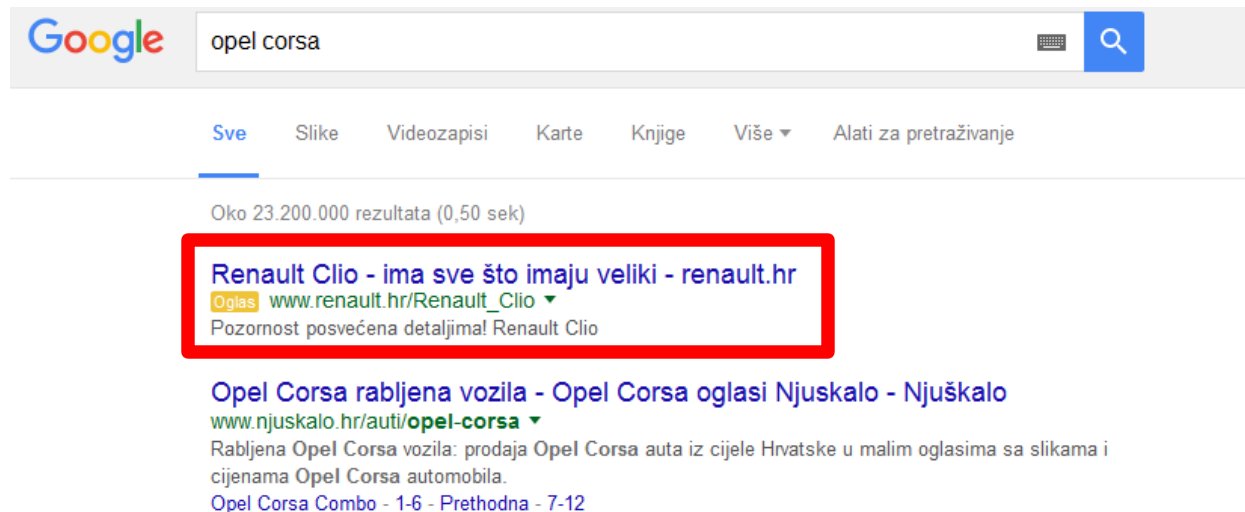 Google opel corsa
Sve Slike Videozapisi Karte Knjige Više Alati za pretraživanje
Oko 23.200.000 rezultata (0,50 sek)
Renault Clio - ima sve što imaju veliki - renault.hr
Oglas www.renault.hr/Renault_Clio
Pozornost posvećena detaljima! Renault Clio
Opel Corsa rabljena vozila - Opel Corsa oglasi Njuskalo - Njuškalo
www.njuskalo.hr/auti/opel-corsa
Rabljena Opel Corsa vozila: prodaja Opel Corsa auta iz cijele Hrvatske u malim oglasima sa slikama i
cijenama Opel Corsa automobila.
Opel Corsa Combo - 1-6 - Prethodna - 7-12